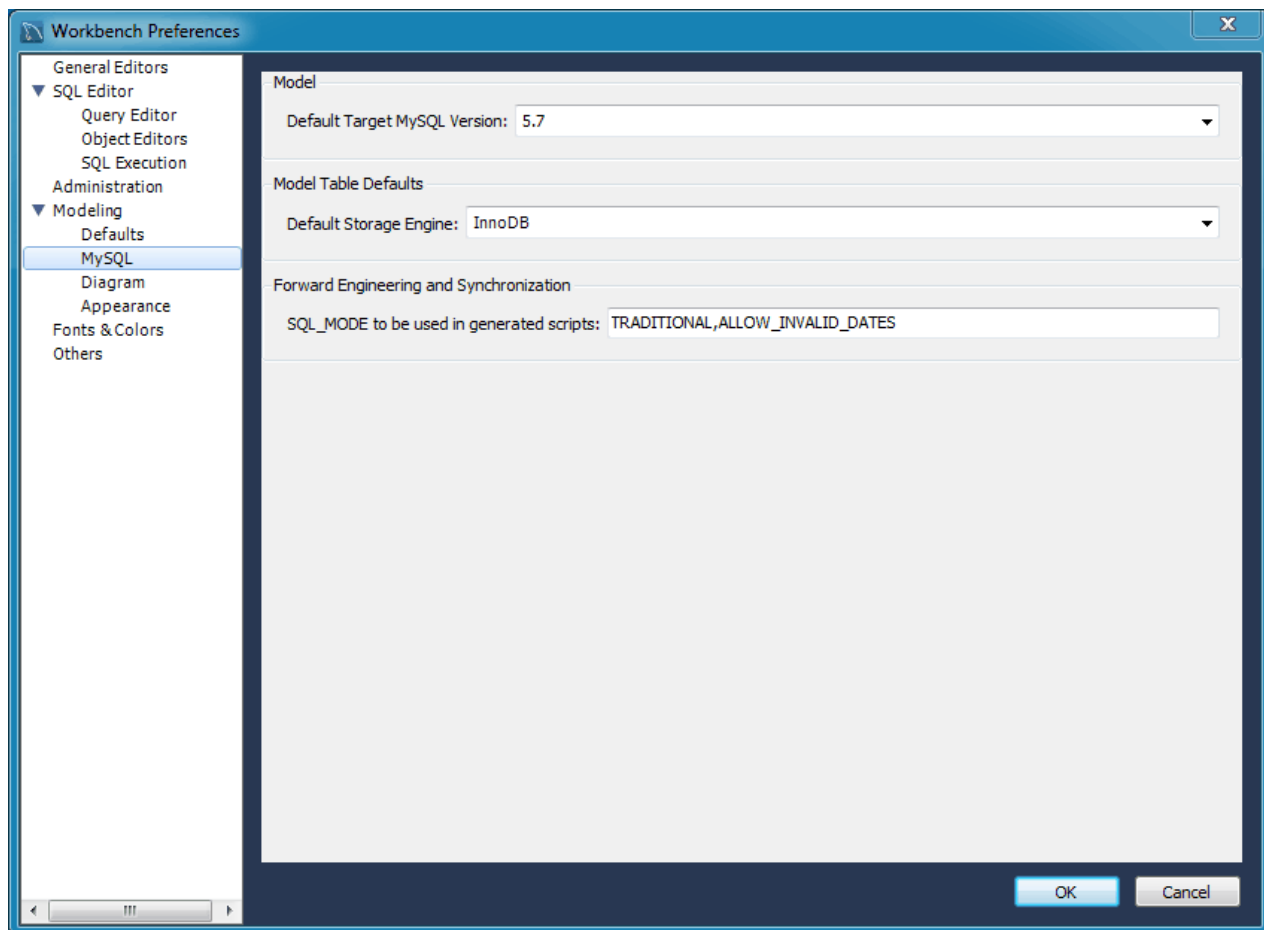 Workbench Preferences
General Editors
SQL Editor
Query Editor
Object Editors
SQL Execution
Administration
Modeling
Defaults
MySQL
Diagram
Appearance
Fonts & Colors
Others
Model
Default Target MySQL Version: 5.7
Model Table Defaults
Default Storage Engine: InnoDB
Forward Engineering and Synchronization
SQL_MODE to be used in generated scripts: TRADITIONAL,ALLOW_INVALID_DATES
OK Cancel